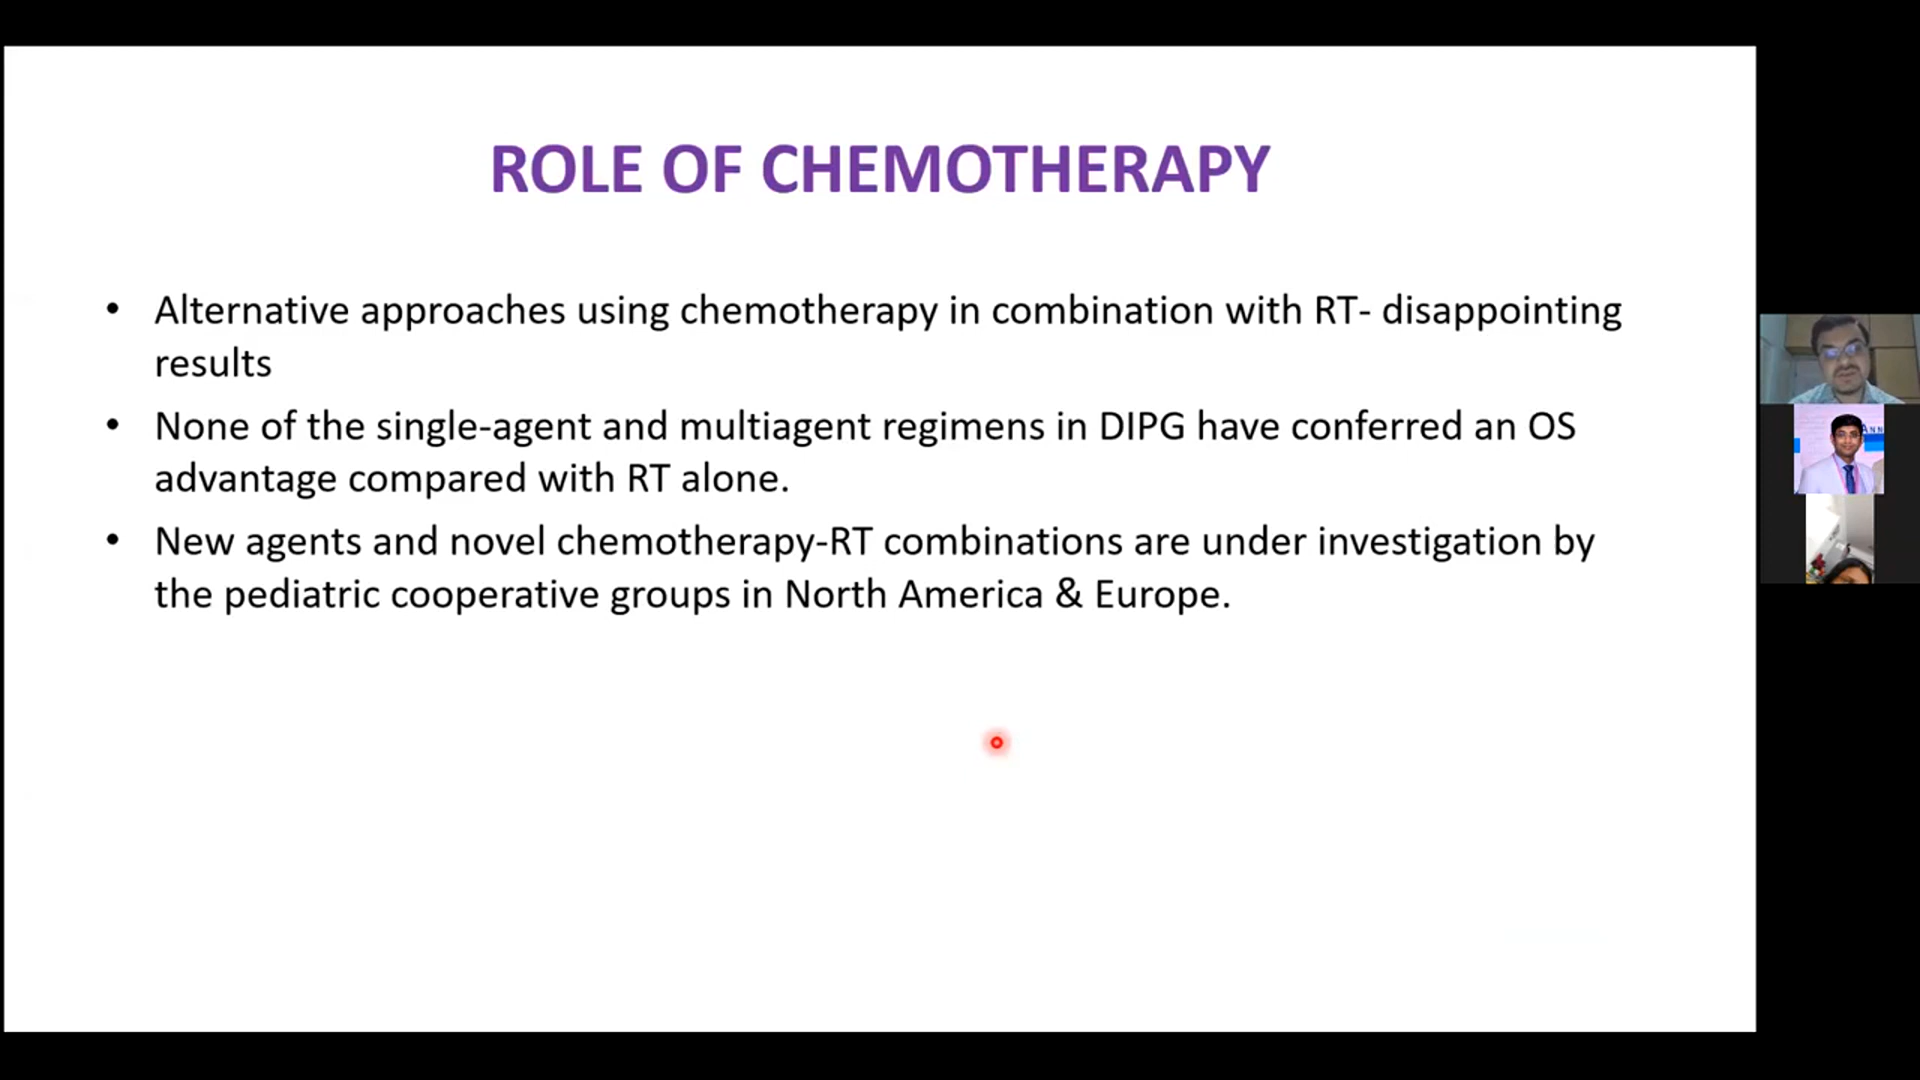 ROLE OF CHEMOTHERAPY
• Alternative approaches using chemotherapy in combination with RT- disappointing
results
• None of the single-agent and multiagent regimens in DIPG have conferred an OS
advantage compared with RT alone.
• New agents and novel chemotherapy-RT combinations are under investigation by
the pediatric cooperative groups in North America & Europe.